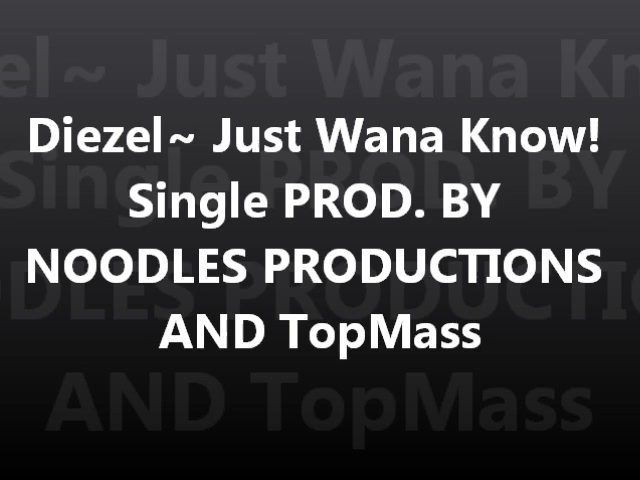 Diezel~ Just Wana Know!
Single PROD. BY
NOODLES PRODUCTIONS
AND TopMass